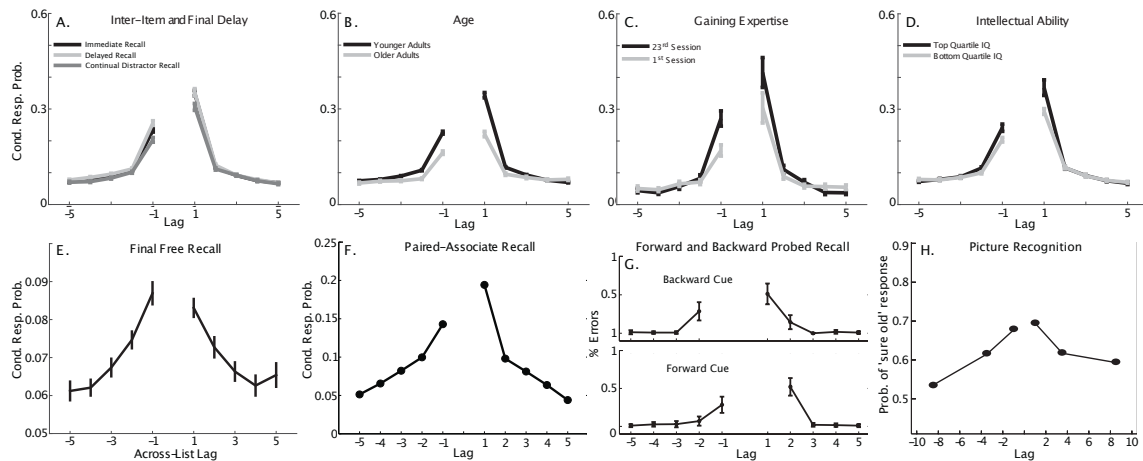 A. Inter-Item and Final Delay
Immediate Recall
Delayed Recall
Continual Distractor Recall
Cond. Resp. Prob.
0.6
0.3
0
-5 -1 1 5
Lag
B. Age
Younger Adults
Older Adults
0.6
0.3
0
-5 -1 1 5
Lag
C. Gaining Expertise
23rd Session
1st Session
0.6
0.3
0
-5 -1 1 5
Lag
D. Intellectual Ability
Top Quartile IQ
Bottom Quartile IQ
0.6
0.3
0
-5 -1 1 5
Lag
E. Final Free Recall
Cond. Resp. Prob.
0.09
0.08
0.07
0.06
0.05
-5 -3 -1 1 3 5
Across-List Lag
F. Paired-Associate Recall
Cond. Resp. Prob.
0.25
0.2
0.15
0.1
0.05
0
-5 -4 -3 -2 -1 1 2 3 4 5
Lag
Forward and Backward Probed Recall
G.
Backward Cue
1
0.5
1
% Errors
Forward Cue
0.5
0
-5 -4 -3 -2 -1 1 2 3 4 5
Lag
H. Picture Recognition
Prob. of 'sure old' response
0.9
0.8
0.7
0.6
0.5
-10 -8 -6 -4 -2 2 4 6 8 10
Lag